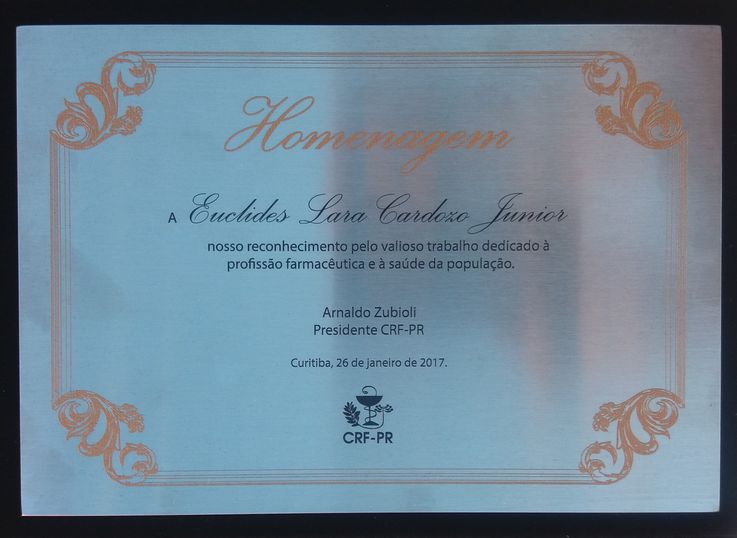 Homenagem
A Euclides Lara Cardozo Junior
nosso reconhecimento pelo valioso trabalho dedicado à
profissão farmacêutica e à saúde da população.
Arnaldo Zubioli
Presidente CRF-PR
Curitiba, 26 de janeiro de 2017.
CRF-PR